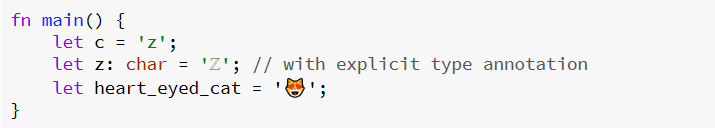 fn main() {
    let c = 'z';
    let z: char = 'ℤ'; // with explicit type annotation
    let heart_eyed_cat = '😻';
}